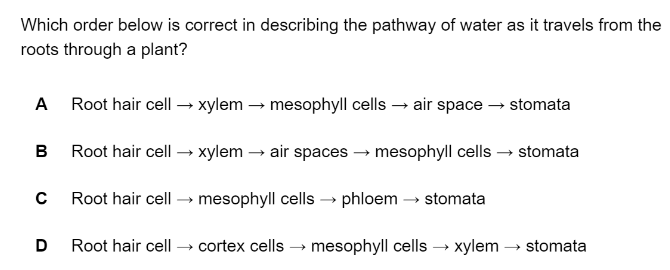 Which order below is correct in describing the pathway of water as it travels from the
roots through a plant?
A Root hair cell → xylem → mesophyll cells → air space → stomata
B Root hair cell → xylem → air spaces → mesophyll cells → stomata
C Root hair cell → mesophyll cells → phloem → stomata
D Root hair cell → cortex cells → mesophyll cells → xylem → stomata